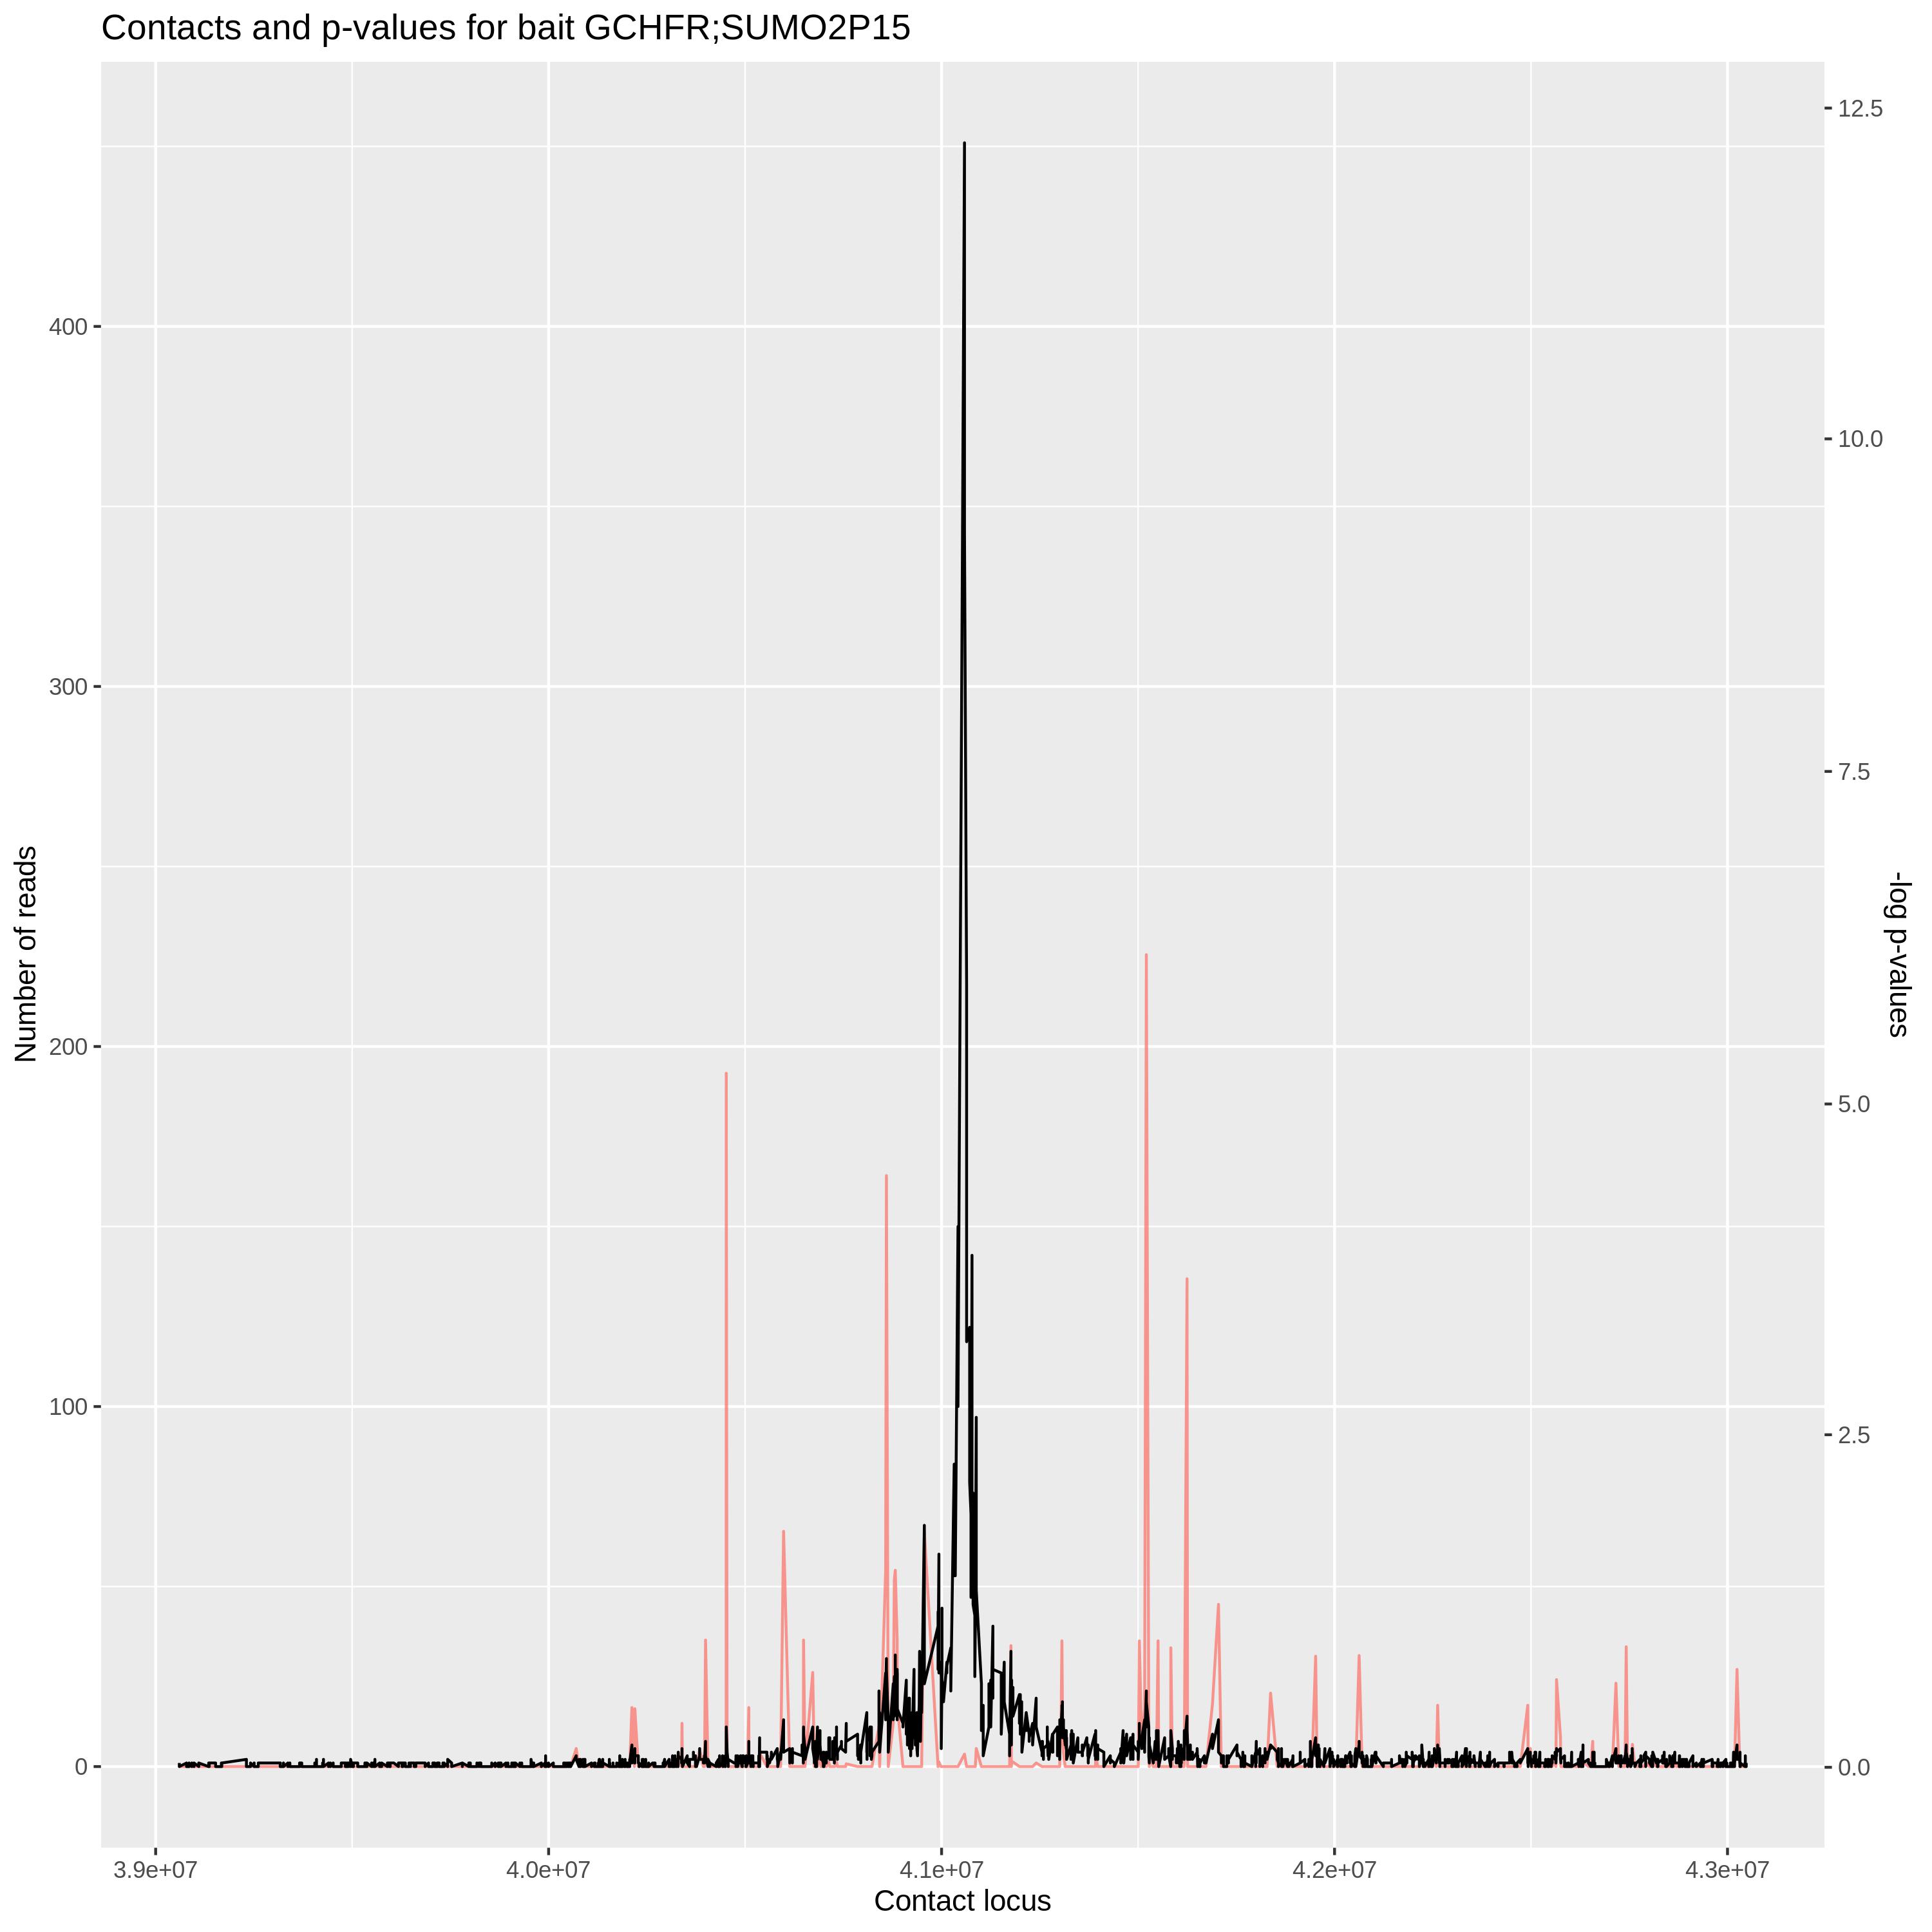 Contacts and p-values for bait GCHFR;SUMO2P15
12.5
400
10.0
300
7.5
Number of reads
-log p-values
200
5.0
100
2.5
0
0.0
3.9e+07 4.0e+07 4.1e+07 4.2e+07 4.3e+07
Contact locus